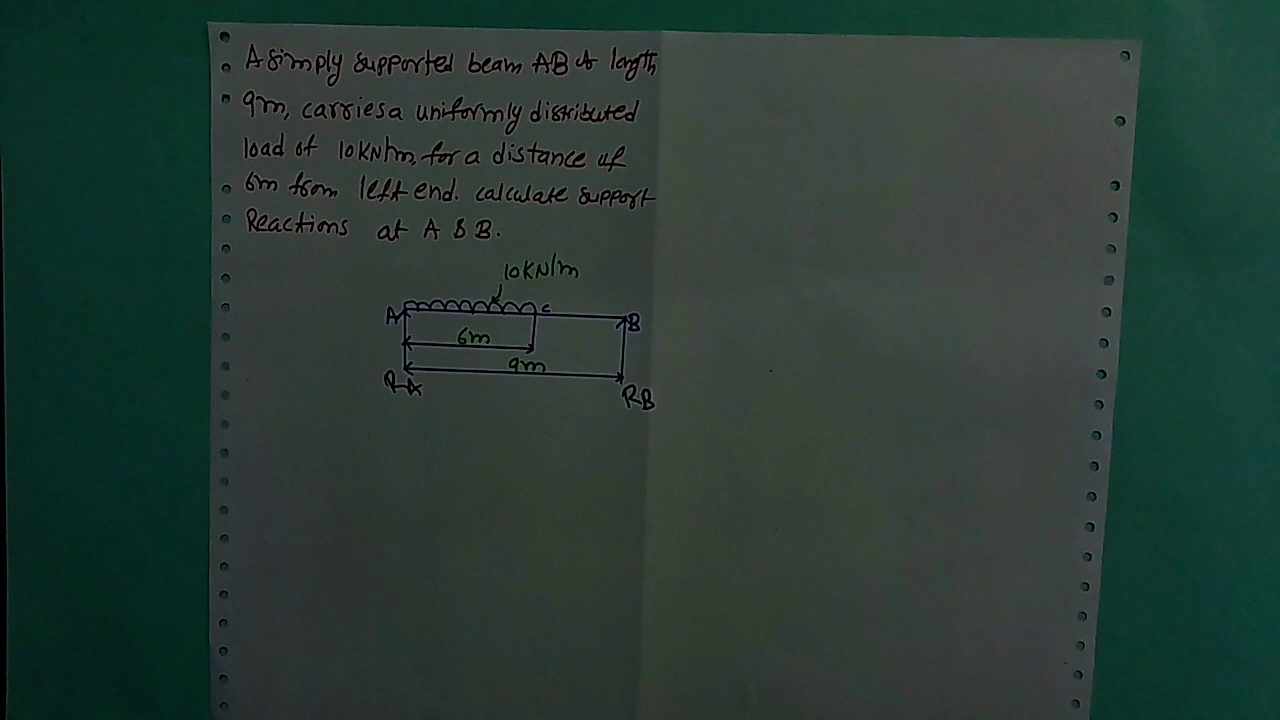 A simply supported beam AB of length
9m, carries a uniformly distributed
load of 10KN/m, for a distance of
6m from left end. calculate support
Reactions at A & B.
10KN/m
A
C
B
6m
9m
RA
RB